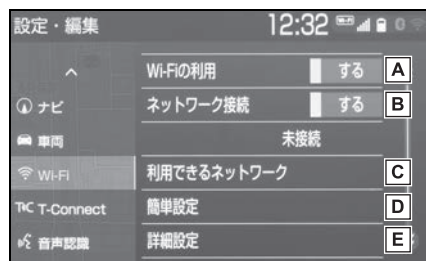 設定・編集 12:32
Wi-Fiの利用 する A
ナビ ネットワーク接続 する B
車両 未接続
Wi-Fi 利用できるネットワーク C
T-Connect 簡単設定 D
音声認識 詳細設定 E